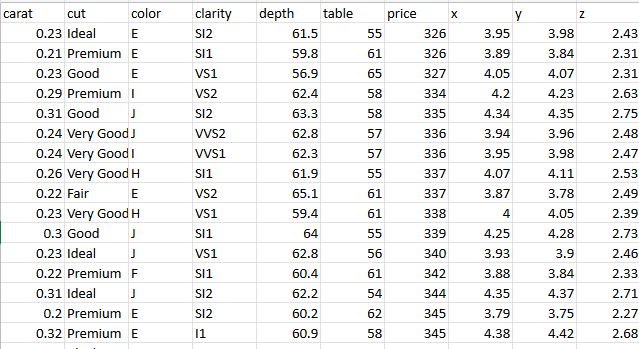 carat cut color clarity depth table price x y z
0.23 Ideal E SI2 61.5 55 326 3.95 3.98 2.43
0.21 Premium E SI1 59.8 61 326 3.89 3.84 2.31
0.23 Good E VS1 56.9 65 327 4.05 4.07 2.31
0.29 Premium I VS2 62.4 58 334 4.2 4.23 2.63
0.31 Good J SI2 63.3 58 335 4.34 4.35 2.75
0.24 Very Good J VVS2 62.8 57 336 3.94 3.96 2.48
0.24 Very Good I VVS1 62.3 57 336 3.95 3.98 2.47
0.26 Very Good H SI1 61.9 55 337 4.07 4.11 2.53
0.22 Fair E VS2 65.1 61 337 3.87 3.78 2.49
0.23 Very Good H VS1 59.4 61 338 4 4.05 2.39
0.3 Good J SI1 64 55 339 4.25 4.28 2.73
0.23 Ideal J VS1 62.8 56 340 3.93 3.9 2.46
0.22 Premium F SI1 60.4 61 342 3.88 3.84 2.33
0.31 Ideal J SI2 62.2 54 344 4.35 4.37 2.71
0.2 Premium E SI2 60.2 62 345 3.79 3.75 2.27
0.32 Premium E I1 60.9 58 345 4.38 4.42 2.68